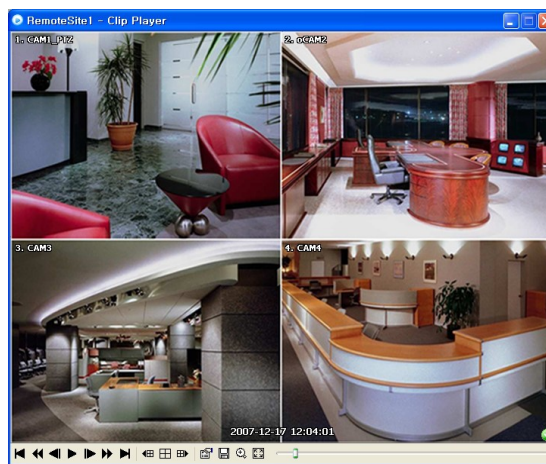 RemoteSite1 - Clip Player
1. CAM1_PTZ
2. oCAM2
3. CAM3
4. CAM4
2007-12-17 12:04:01